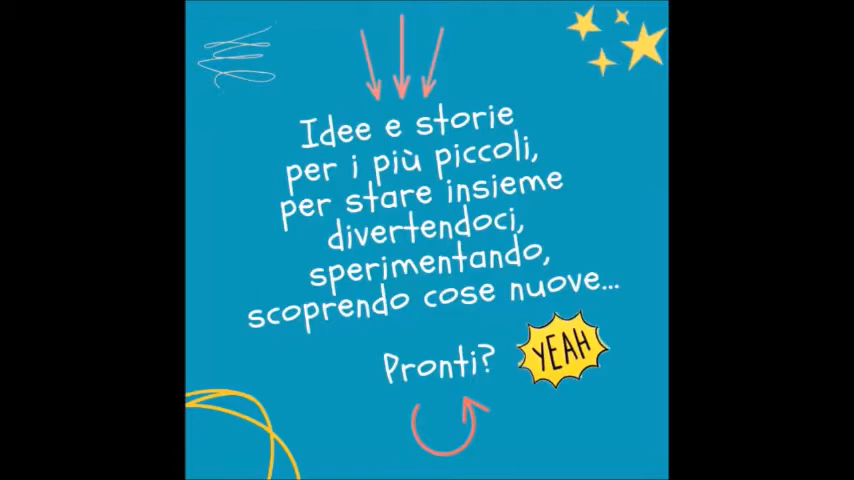 Idee e storie
per i più piccoli,
per stare insieme
divertendoci,
sperimentando,
scoprendo cose nuove...
Pronti?
YEAH